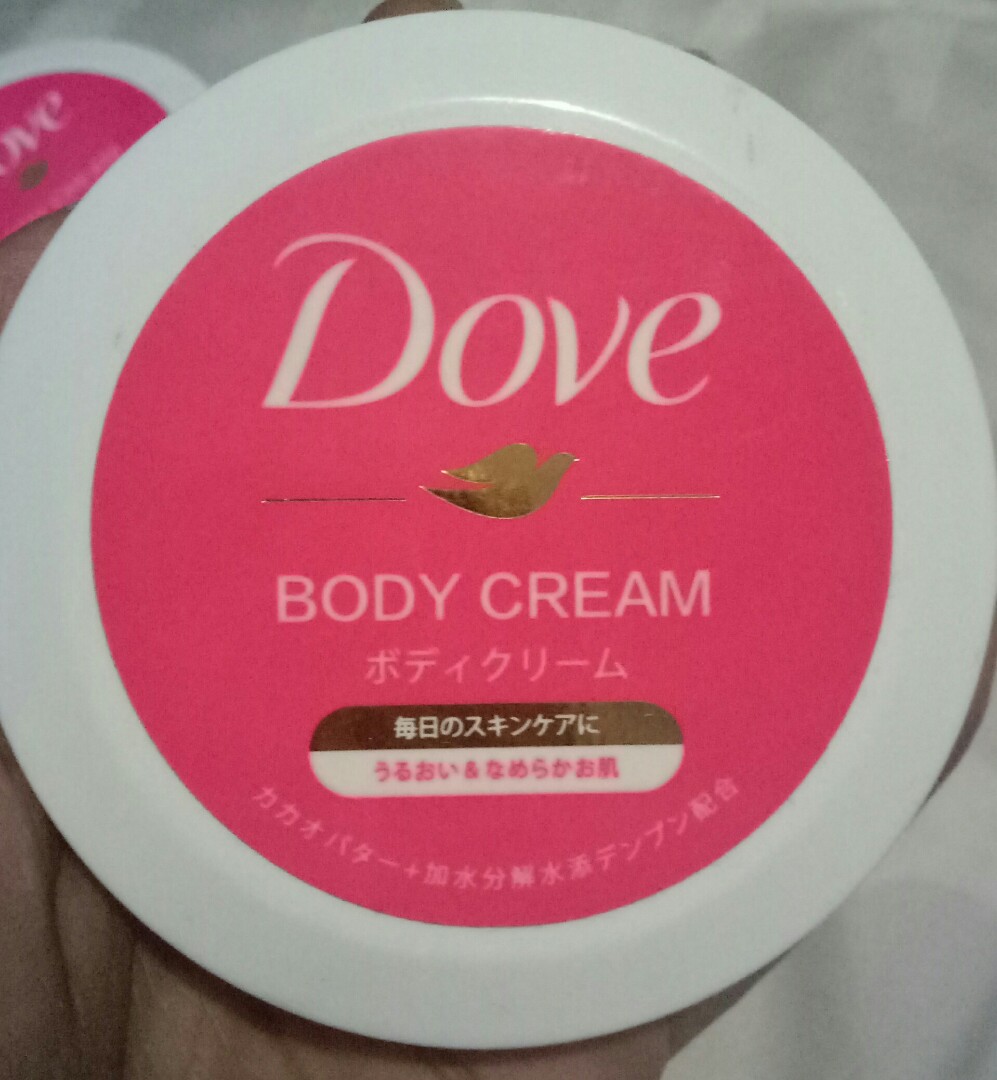 Dove
BODY CREAM
ボディクリーム
毎日のスキンケアに
うるおい&なめらかお肌
カカオバター+加水分解水添デンプン配合
ove